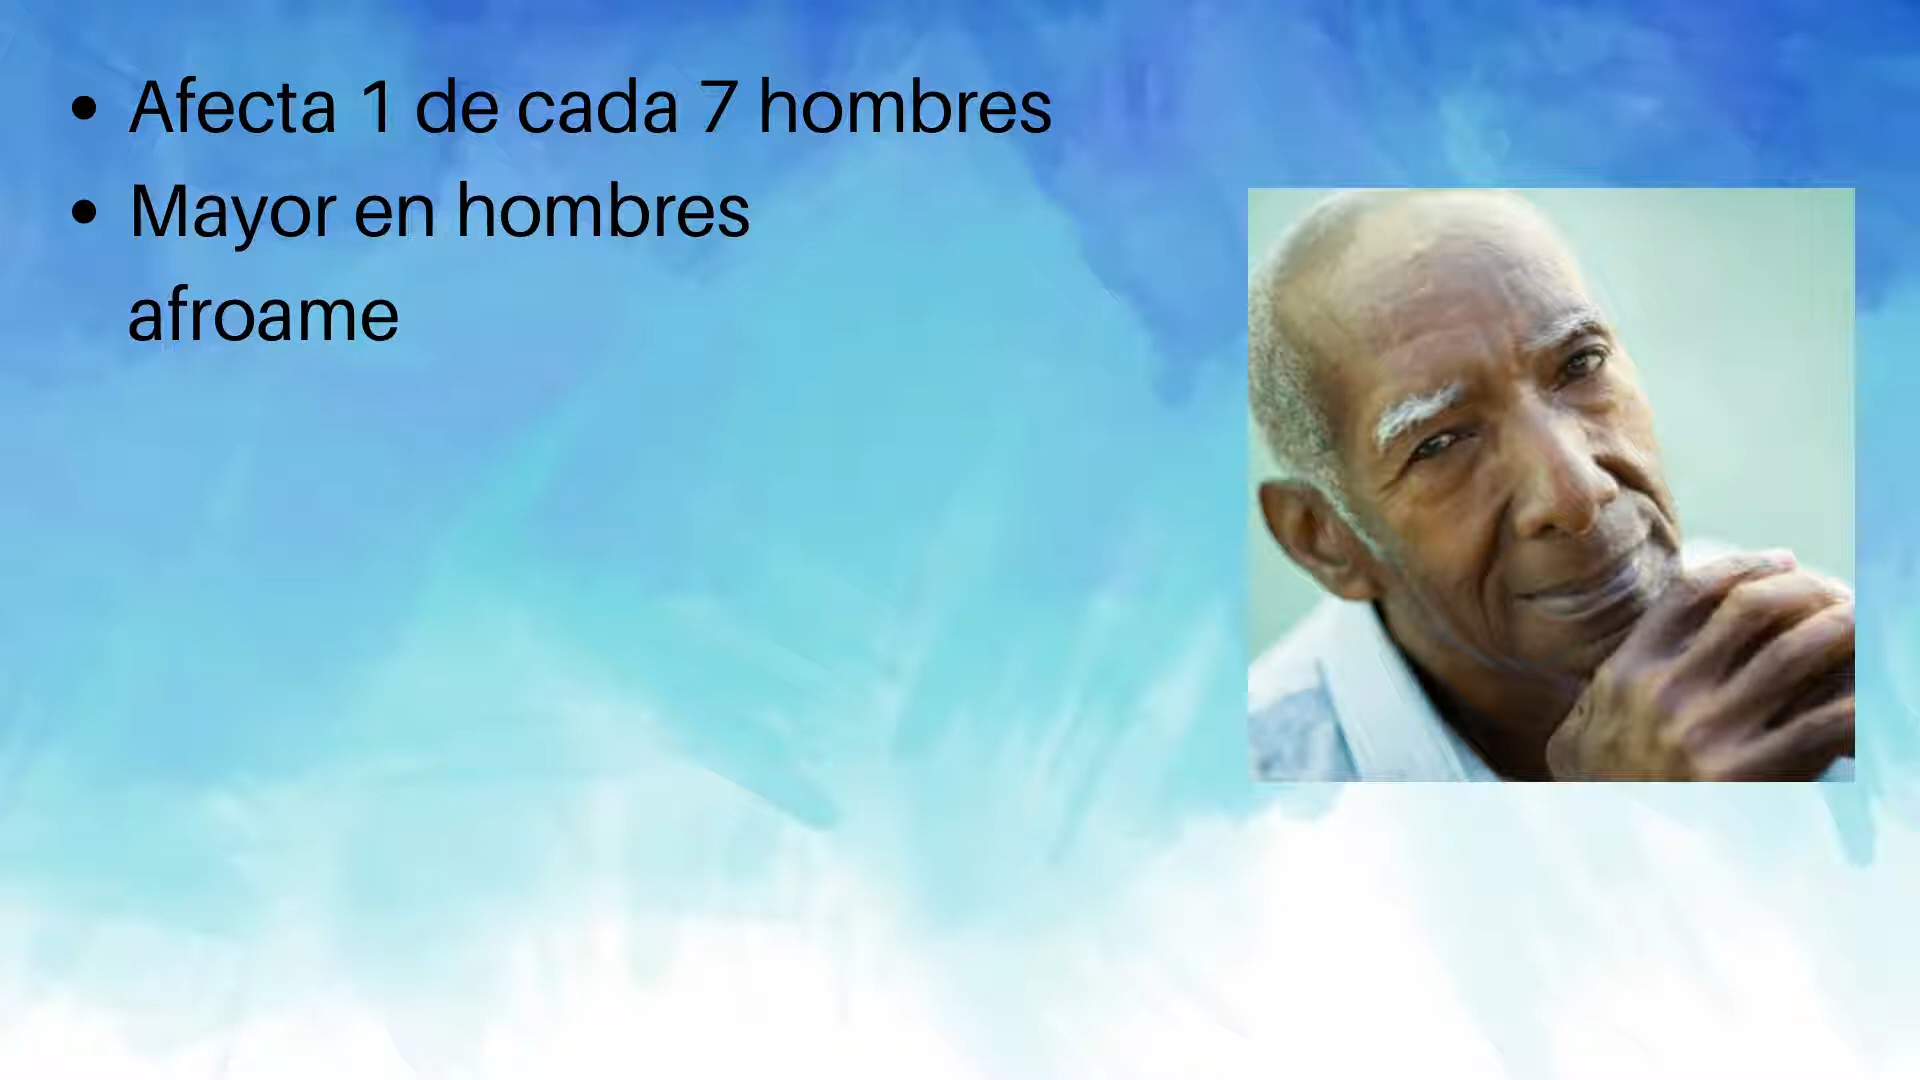 • Afecta 1 de cada 7 hombres
• Mayor en hombres
afroame